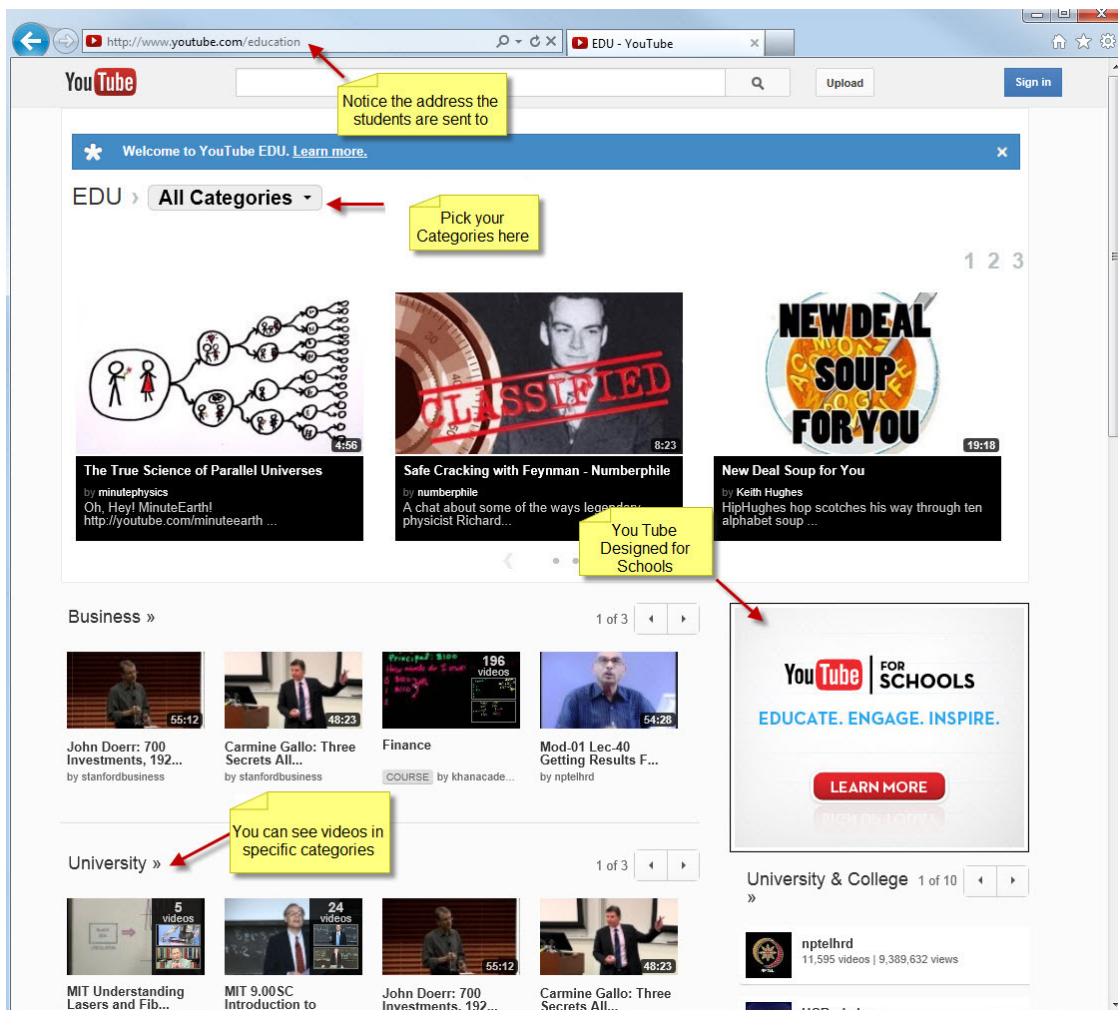 http://www.youtube.com/education
EDU - YouTube
Notice the address the
students are sent to
You Tube
Upload
Sign in
Welcome to YouTube EDU. Learn more.
EDU › All Categories
Pick your
Categories here
1 2 3
CLASSIFIED
NEW DEAL
SOUP
FOR YOU
4:56
8:23
19:18
The True Science of Parallel Universes
by minutephysics
Oh, Hey! MinuteEarth!
http://youtube.com/minuteearth ...
Safe Cracking with Feynman - Numberphile
by numberphile
A chat about some of the ways legendary
physicist Richard...
New Deal Soup for You
by Keith Hughes
HipHughes hop scotches his way through ten
alphabet soup ...
You Tube
Designed for
Schools
Business »
1 of 3
55:12
48:23
196
videos
54:28
John Doerr: 700
Investments, 192...
by stanfordbusiness
Carmine Gallo: Three
Secrets All...
by stanfordbusiness
Finance
COURSE by khanacade...
Mod-01 Lec-40
Getting Results F...
by nptelhrd
You Tube FOR
SCHOOLS
EDUCATE. ENGAGE. INSPIRE.
LEARN MORE
You can see videos in
specific categories
University »
1 of 3
5
videos
24
videos
55:12
48:23
MIT Understanding
Lasers and Fib...
MIT 9.00SC
Introduction to
John Doerr: 700
Investments, 192...
Carmine Gallo: Three
Secrets All...
University & College 1 of 10
»
nptelhrd
11,595 videos | 9,389,632 views